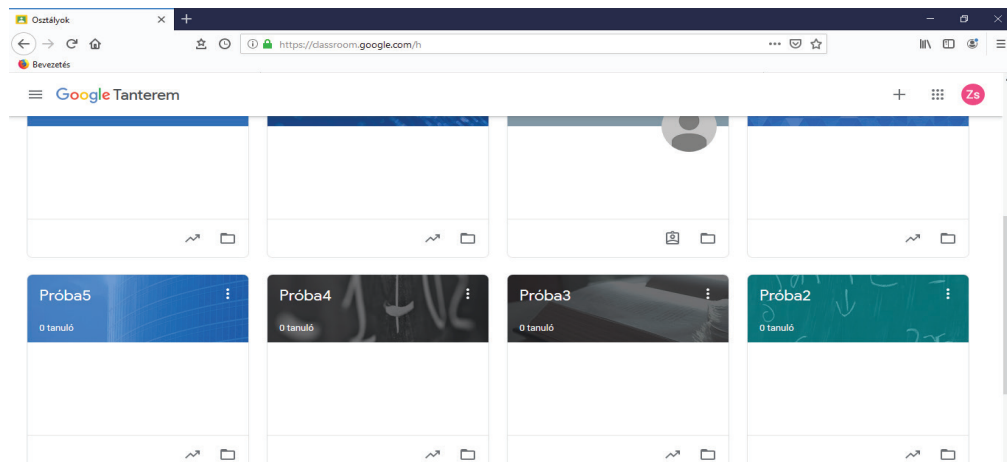 Osztályok
https://classroom.google.com/h
Bevezetés
Google Tanterem
Zs
Próba5
0 tanuló
Próba4
0 tanuló
Próba3
0 tanuló
Próba2
0 tanuló